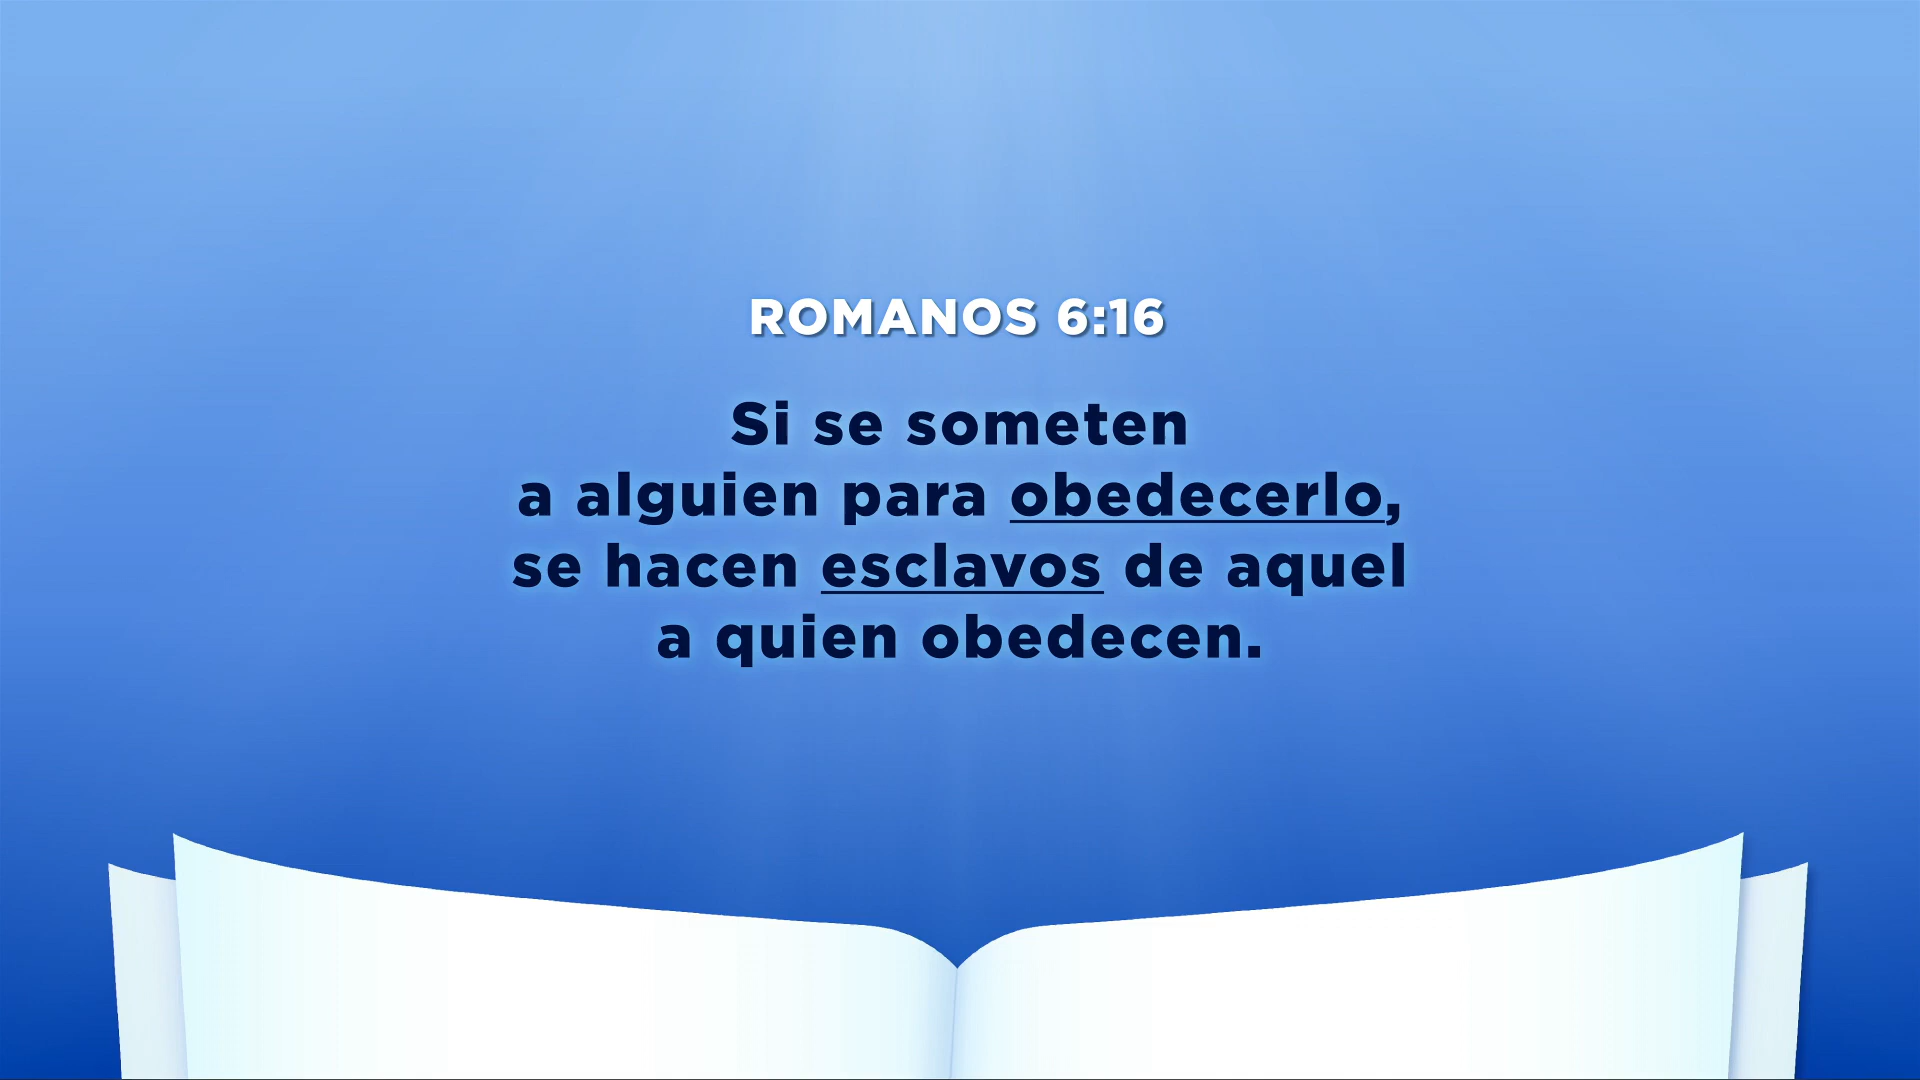 ROMANOS 6:16
Si se someten
a alguien para obedecerlo,
se hacen esclavos de aquel
a quien obedecen.